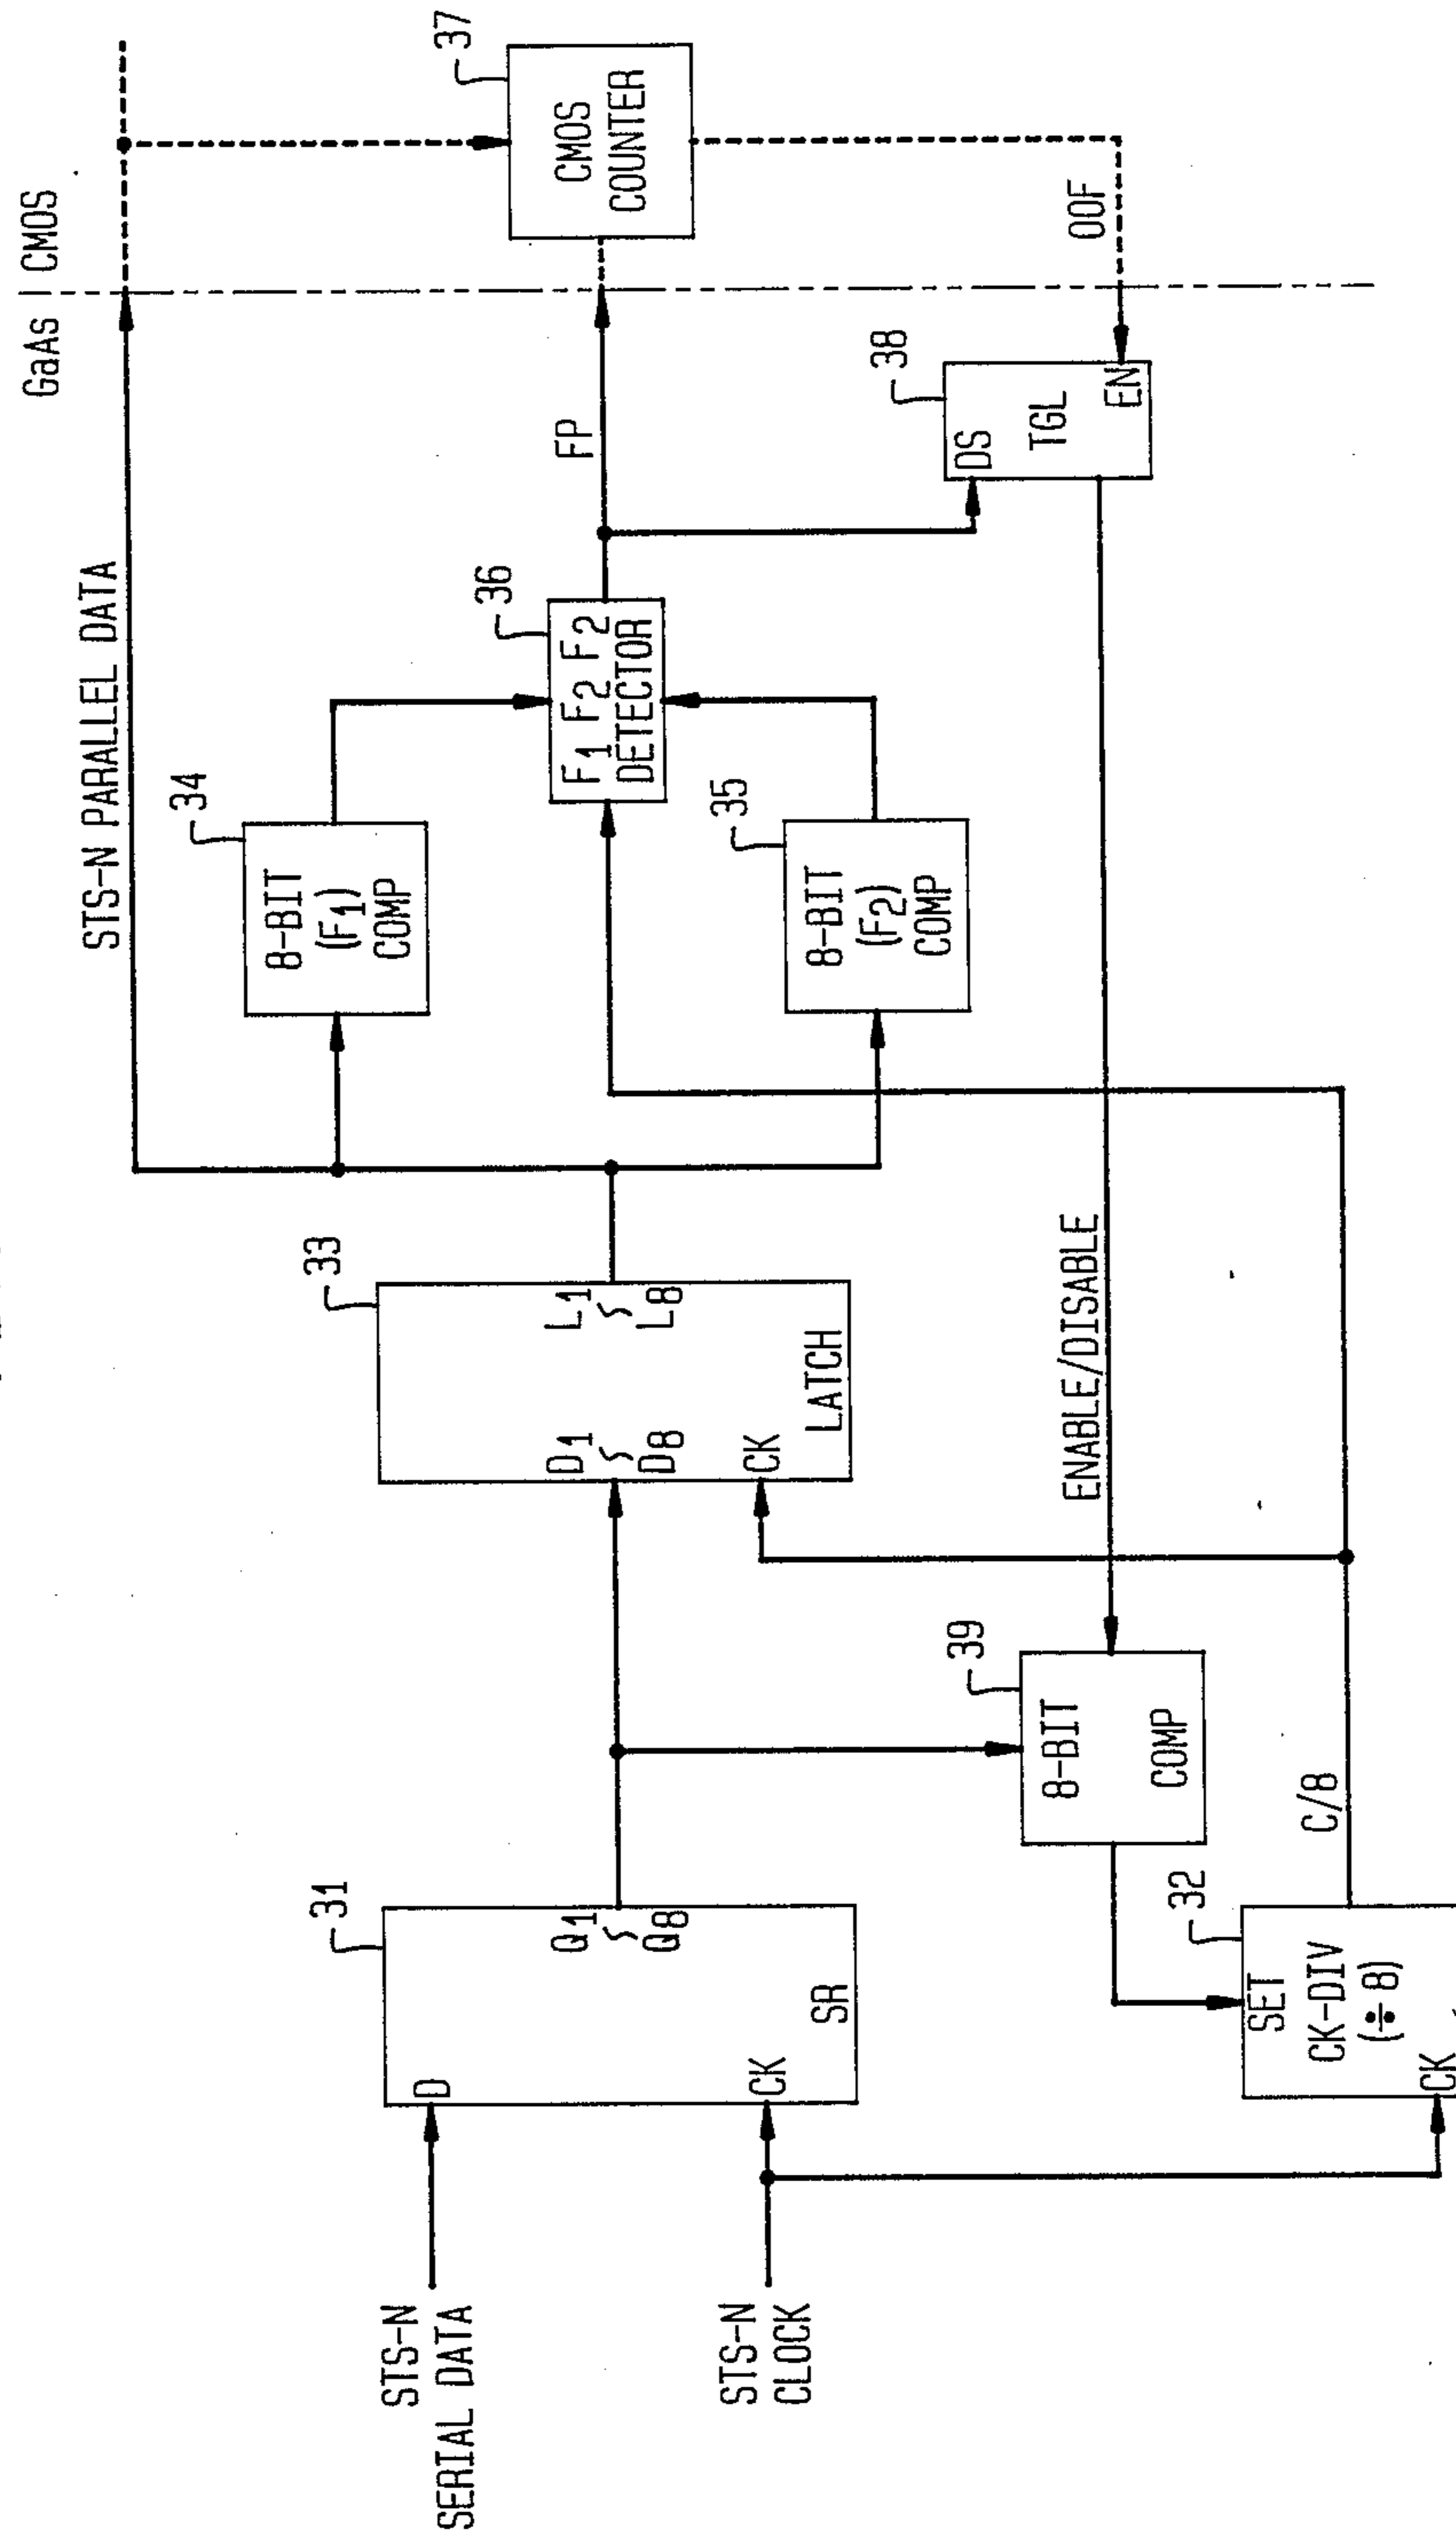 GaAs | CMOS
STS-N PARALLEL DATA
37
CMOS
COUNTER
34
8-BIT
(F1)
COMP
36
F1 F2 F2
DETECTOR
FP
OOF
38
DS
TGL
EN
35
8-BIT
(F2)
COMP
33
D1
D8
L1
L8
CK
LATCH
ENABLE/DISABLE
31
D
Q1
Q8
CK
SR
39
8-BIT
COMP
32
SET
CK-DIV
(÷ 8)
CK
C/8
STS-N
SERIAL DATA
STS-N
CLOCK